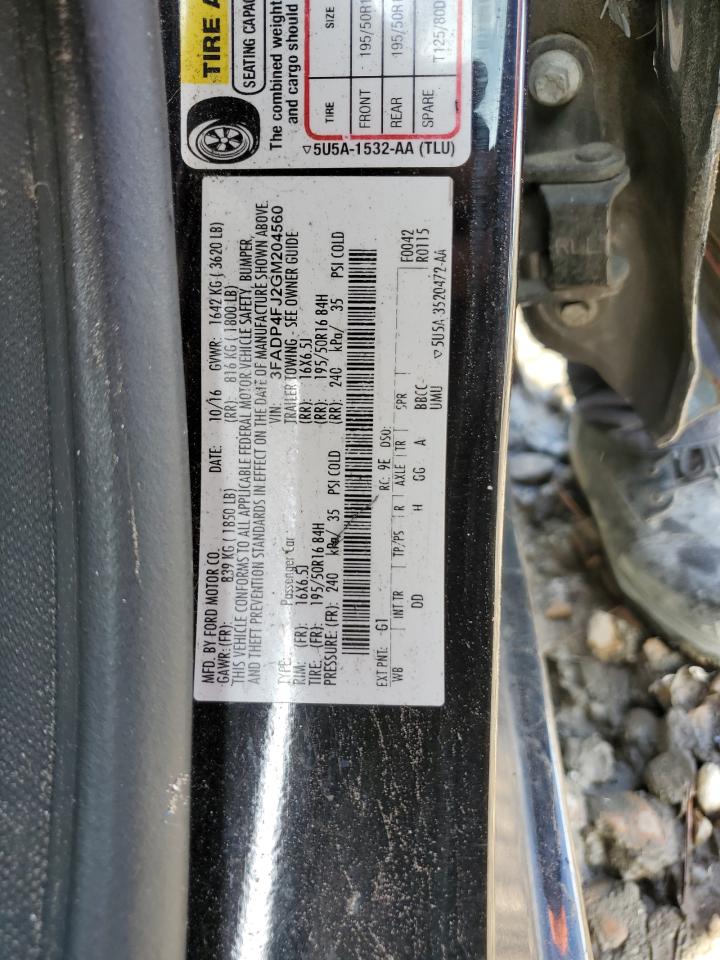 TIRE A
SEATING CAPAC
The combined weight
and cargo should
TIRE SIZE
FRONT 195/50R1
REAR 195/50R1
SPARE T125/80D
5U5A-1532-AA (TLU)
MFD. BY FORD MOTOR CO. DATE: 10/16 GVWR: 1642 KG ( 3620 LB)
GAWR:(FR): 839 KG ( 1850 LB) (RR): 816 KG ( 1800 LB)
THIS VEHICLE CONFORMS TO ALL APPLICABLE FEDERAL MOTOR VEHICLE SAFETY, BUMPER,
AND THEFT PREVENTION STANDARDS IN EFFECT ON THE DATE OF MANUFACTURE SHOWN ABOVE.
VIN: 3FADP4FJ2GM204560
TYPE: Passenger Car TRAILER TOWING - SEE OWNER GUIDE
RIM: (FR): 16X6.5J (RR): 16X6.5J
TIRE: (FR): 195/50R16 84H (RR): 195/50R16 84H
PRESSURE: (FR): 240 kPa/ 35 PSI COLD (RR): 240 kPa/ 35 PSI COLD
EXT PNT: G1 RC: 9E DSO: F0042
WB INT TR TP/PS R AXLE TR SPR R0115
DD H GG A BBCC-
UMU 5U5A 3520472-AA